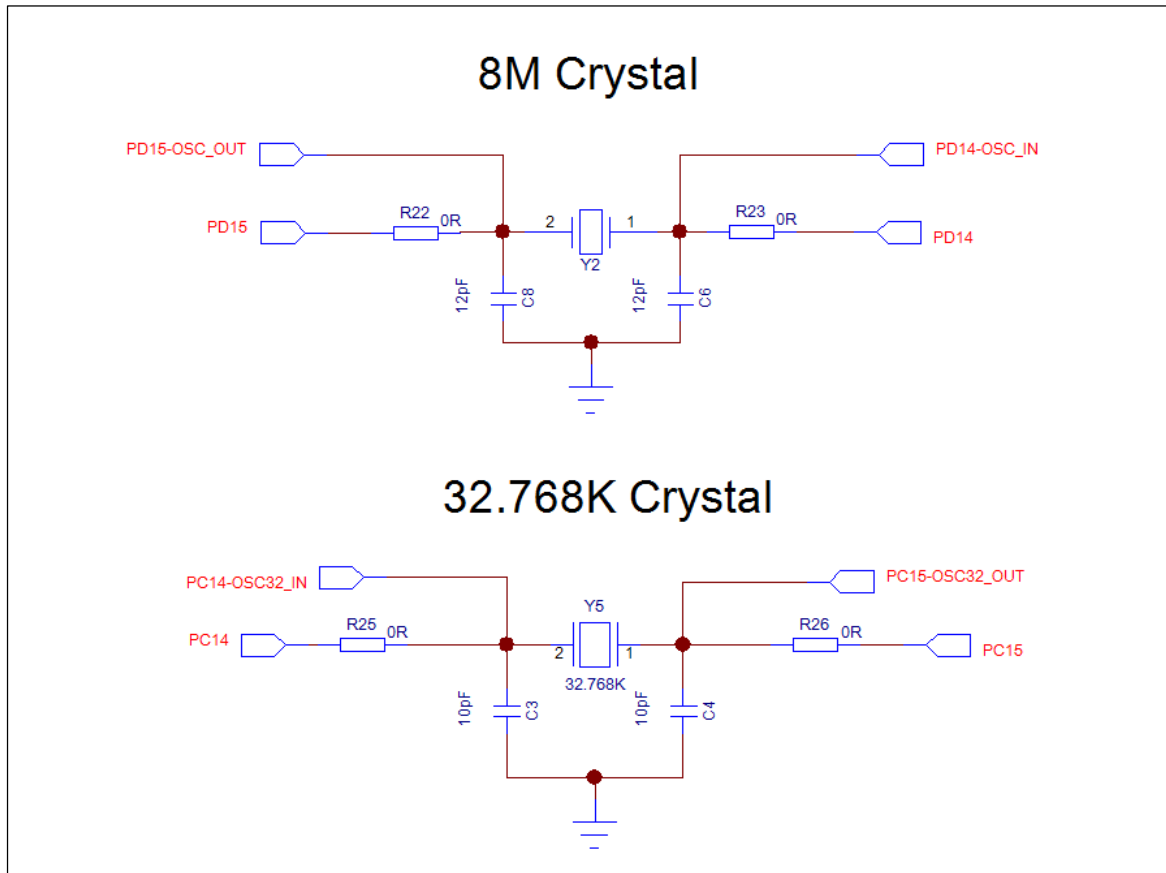 8M Crystal
PD15-OSC_OUT
PD14-OSC_IN
PD15
R22
0R
2
1
R23
0R
PD14
Y2
12pF
C8
12pF
C6
32.768K Crystal
PC14-OSC32_IN
PC15-OSC32_OUT
PC14
R25
0R
Y5
2
1
32.768K
R26
0R
PC15
10pF
C3
10pF
C4